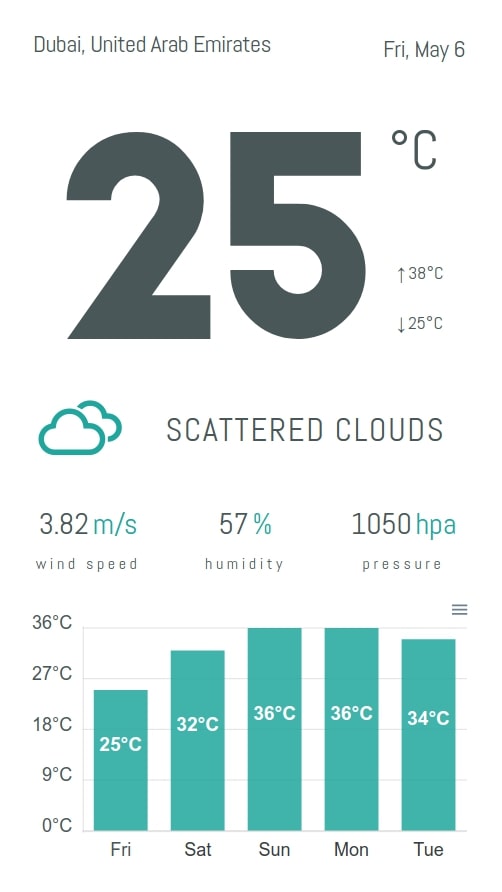 Dubai, United Arab Emirates
Fri, May 6
25 °C
↑38°C
↓25°C
SCATTERED CLOUDS
3.82 m/s 57 % 1050 hpa
wind speed humidity pressure
36°C
27°C
18°C
9°C
0°C
25°C 32°C 36°C 36°C 34°C
Fri Sat Sun Mon Tue